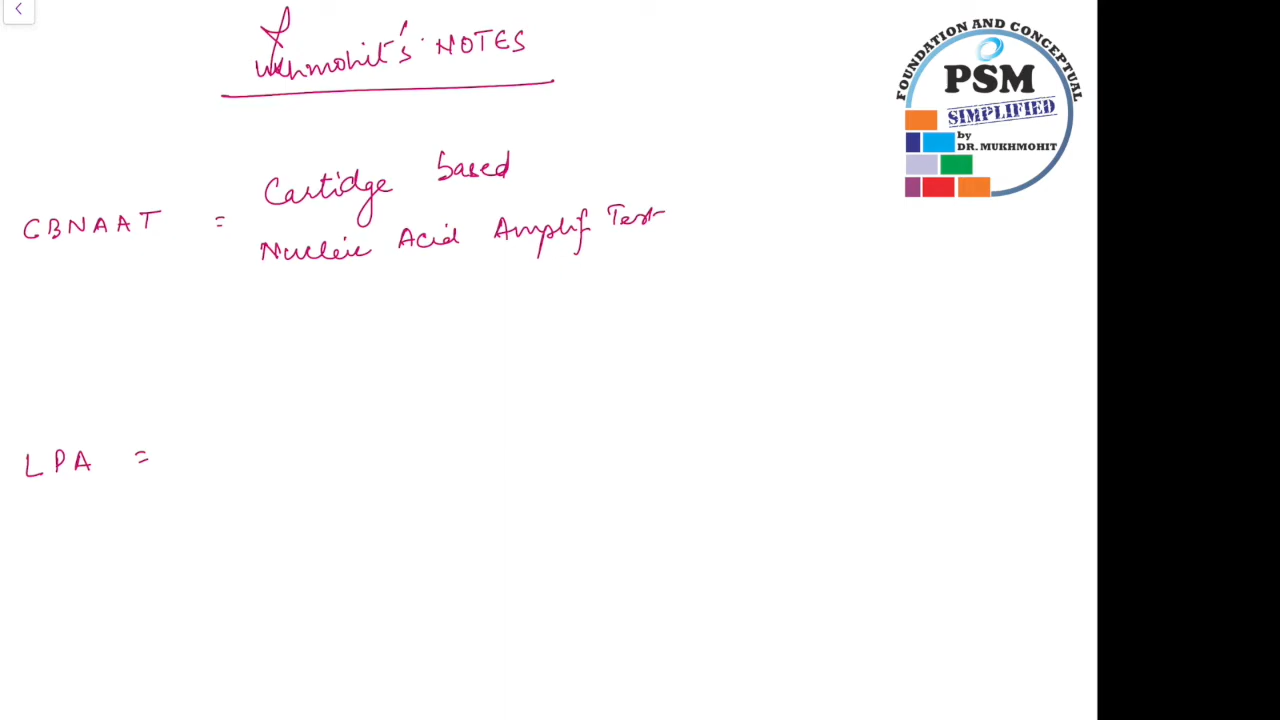 Mukhmohit's NOTES
FOUNDATION AND CONCEPTUAL
PSM
SIMPLIFIED
by
DR. MUKHMOHIT
CBNAAT = Cartidge based
Nucleic Acid Amplif Test
LPA =